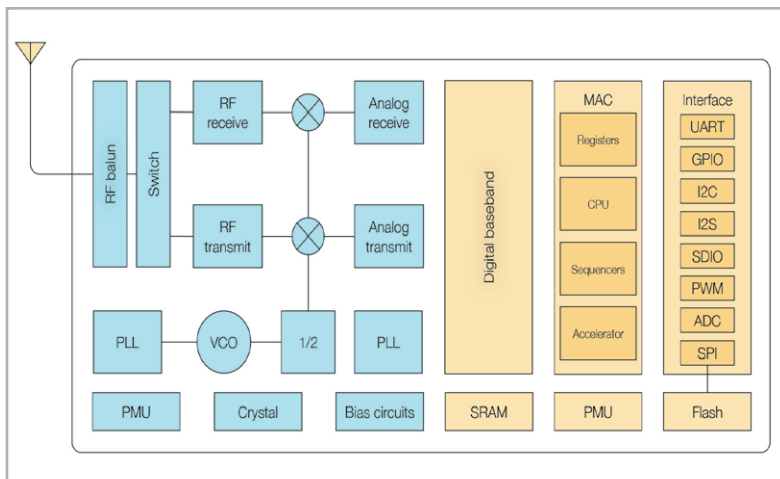 RF balun
Switch
RF
receive
Analog
receive
RF
transmit
Analog
transmit
PLL
VCO
1/2
PLL
PMU
Crystal
Bias circuits
Digital baseband
SRAM
MAC
Registers
CPU
Sequencers
Accelerator
PMU
Interface
UART
GPIO
I2C
I2S
SDIO
PWM
ADC
SPI
Flash